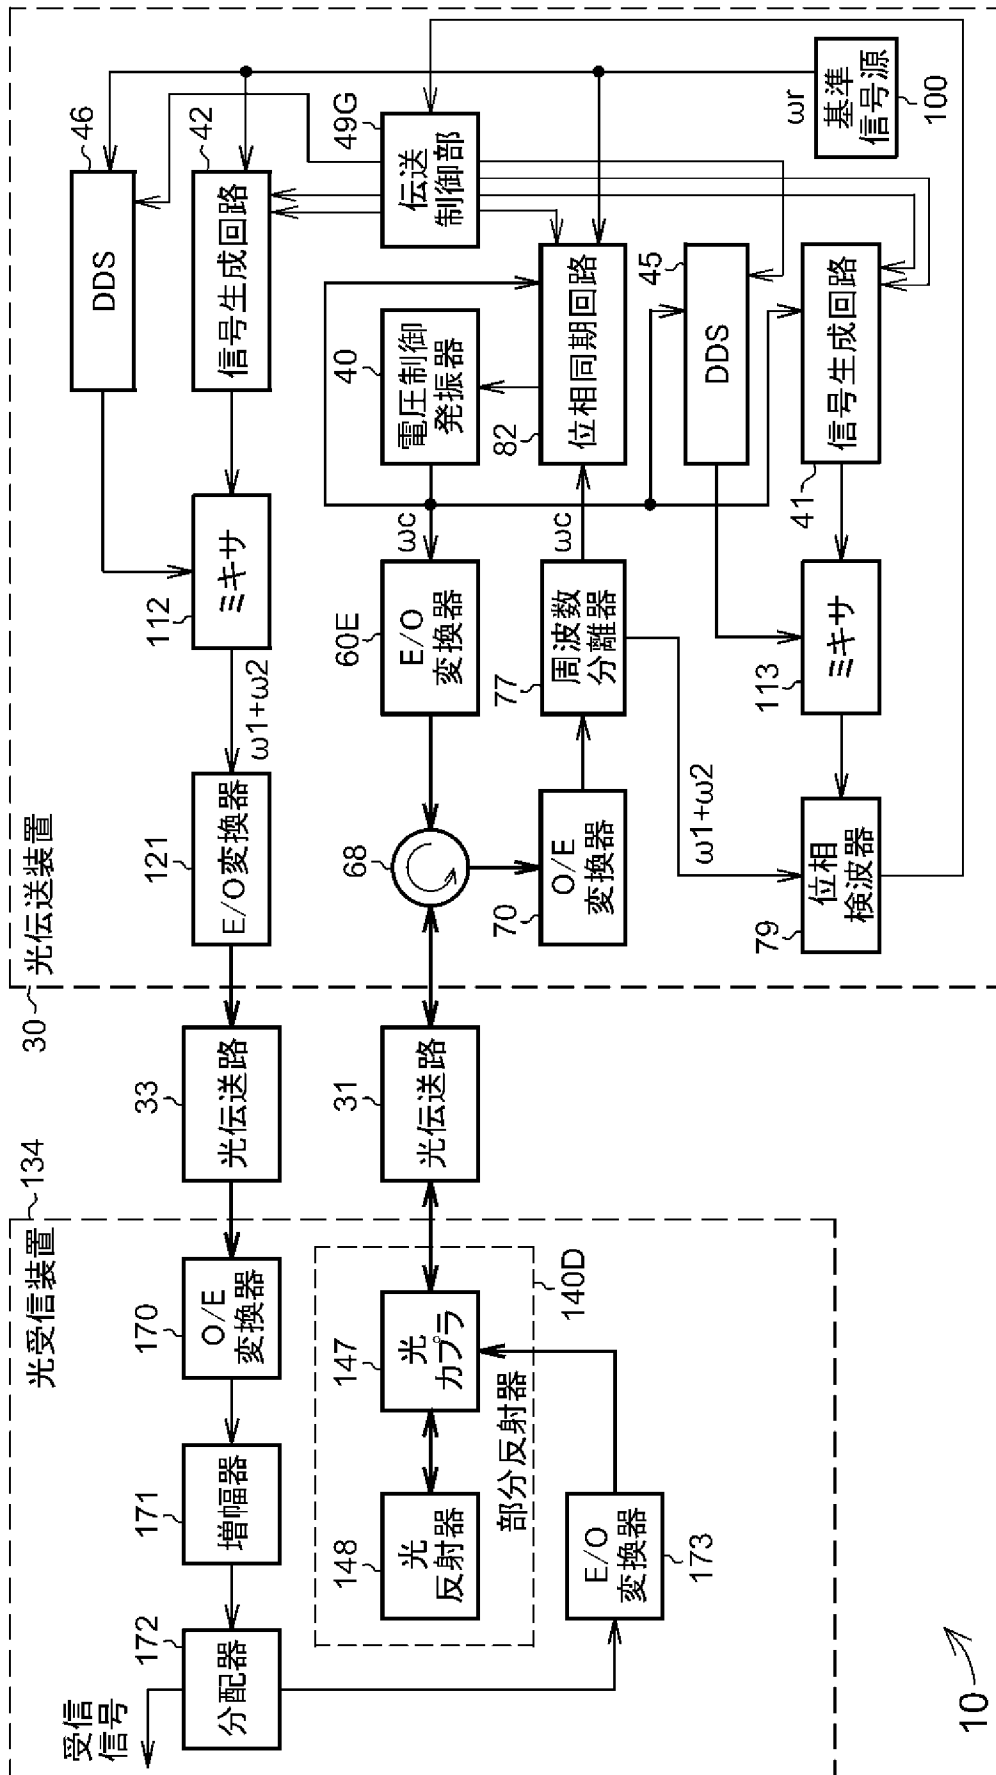 10
光受信装置
134
受信
信号
172
分配器
171
増幅器
170
O/E
変換器
148
光
反射器
147
光
カプラ
部分反射器
140D
E/O
変換器
173
33
光伝送路
31
光伝送路
30
光伝送装置
121
E/O変換器
ω1+ω2
112
ミキサ
DDS
46
信号生成回路
42
68
60E
E/O
変換器
ωc
電圧制御
発振器
40
伝送
制御部
49G
70
O/E
変換器
77
周波数
分離器
ωc
82
位相同期回路
ω1+ω2
DDS
45
79
位相
検波器
113
ミキサ
41
信号生成回路
ωr
基準
信号源
100